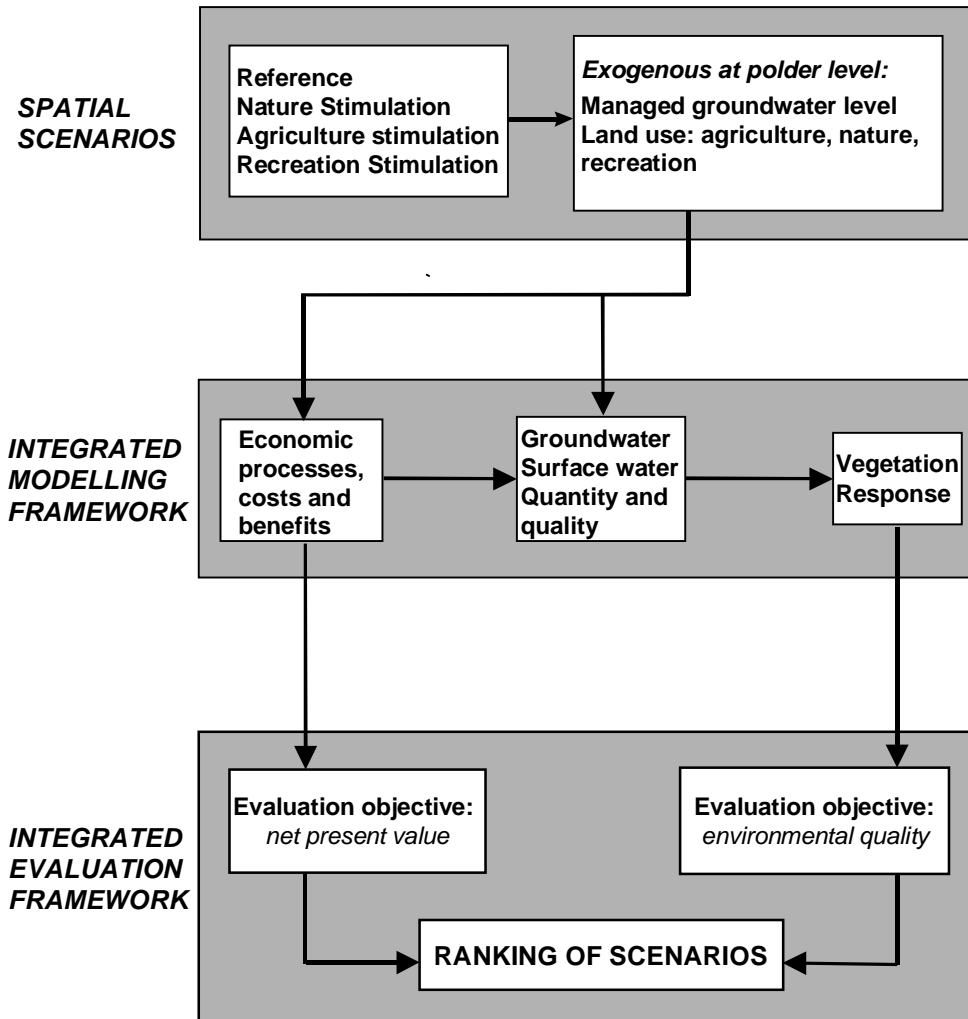 SPATIAL
SCENARIOS
Reference
Nature Stimulation
Agriculture stimulation
Recreation Stimulation
Exogenous at polder level:
Managed groundwater level
Land use: agriculture, nature,
recreation
INTEGRATED
MODELLING
FRAMEWORK
Economic
processes,
costs and
benefits
Groundwater
Surface water
Quantity and
quality
Vegetation
Response
INTEGRATED
EVALUATION
FRAMEWORK
Evaluation objective:
net present value
Evaluation objective:
environmental quality
RANKING OF SCENARIOS